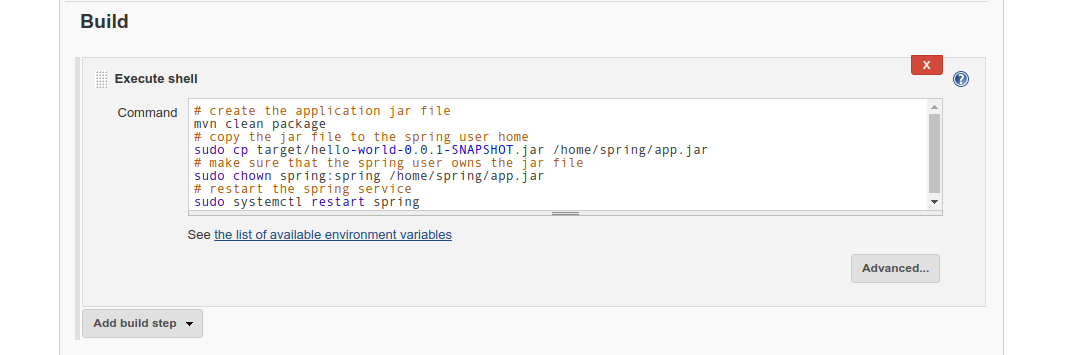 Build
X
Execute shell
?
Command
# create the application jar file
mvn clean package
# copy the jar file to the spring user home
sudo cp target/hello-world-0.0.1-SNAPSHOT.jar /home/spring/app.jar
# make sure that the spring user owns the jar file
sudo chown spring:spring /home/spring/app.jar
# restart the spring service
sudo systemctl restart spring
See the list of available environment variables
Advanced...
Add build step